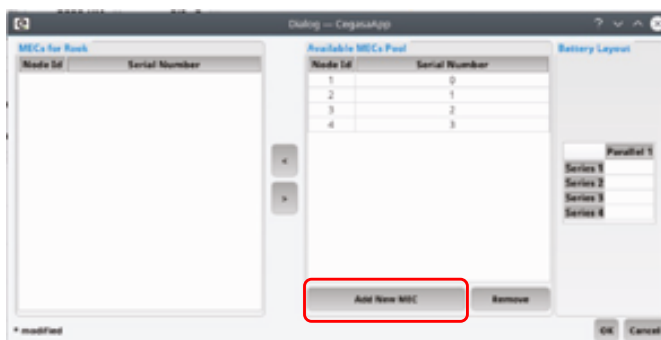 Dialog — CegasaApp
MECs for Rook
Node Id Serial Number
Available MECs Pool
Node Id Serial Number
1 0
2 1
3 2
4 3
<
>
Add New MEC Remove
Battery Layout
Parallel 1
Series 1
Series 2
Series 3
Series 4
* modified
OK Cancel